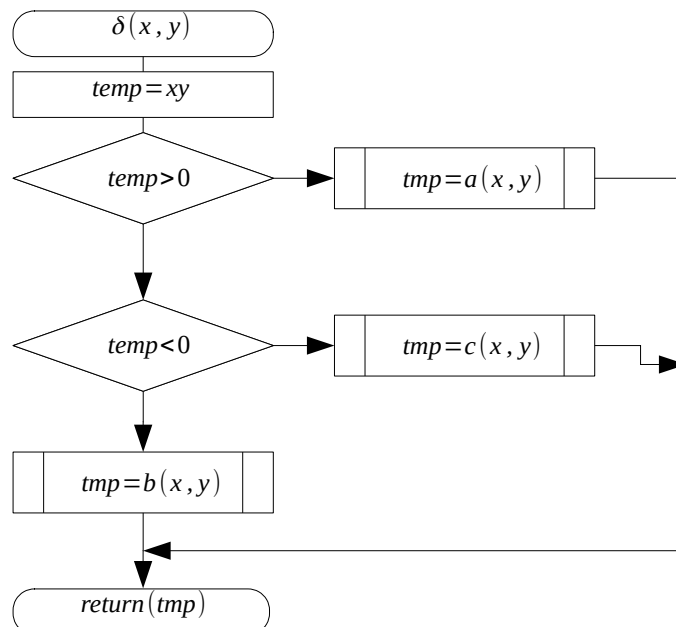 δ(x, y)
temp=xy
temp>0
tmp=a(x, y)
temp<0
tmp=c(x, y)
tmp=b(x, y)
return(tmp)